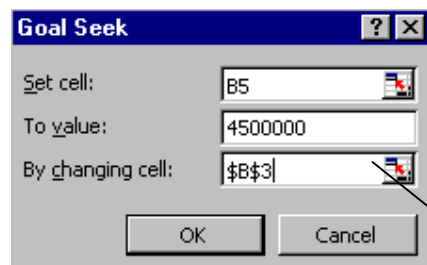 Goal Seek
Set cell: B5
To value: 4500000
By changing cell: $B$3
OK Cancel